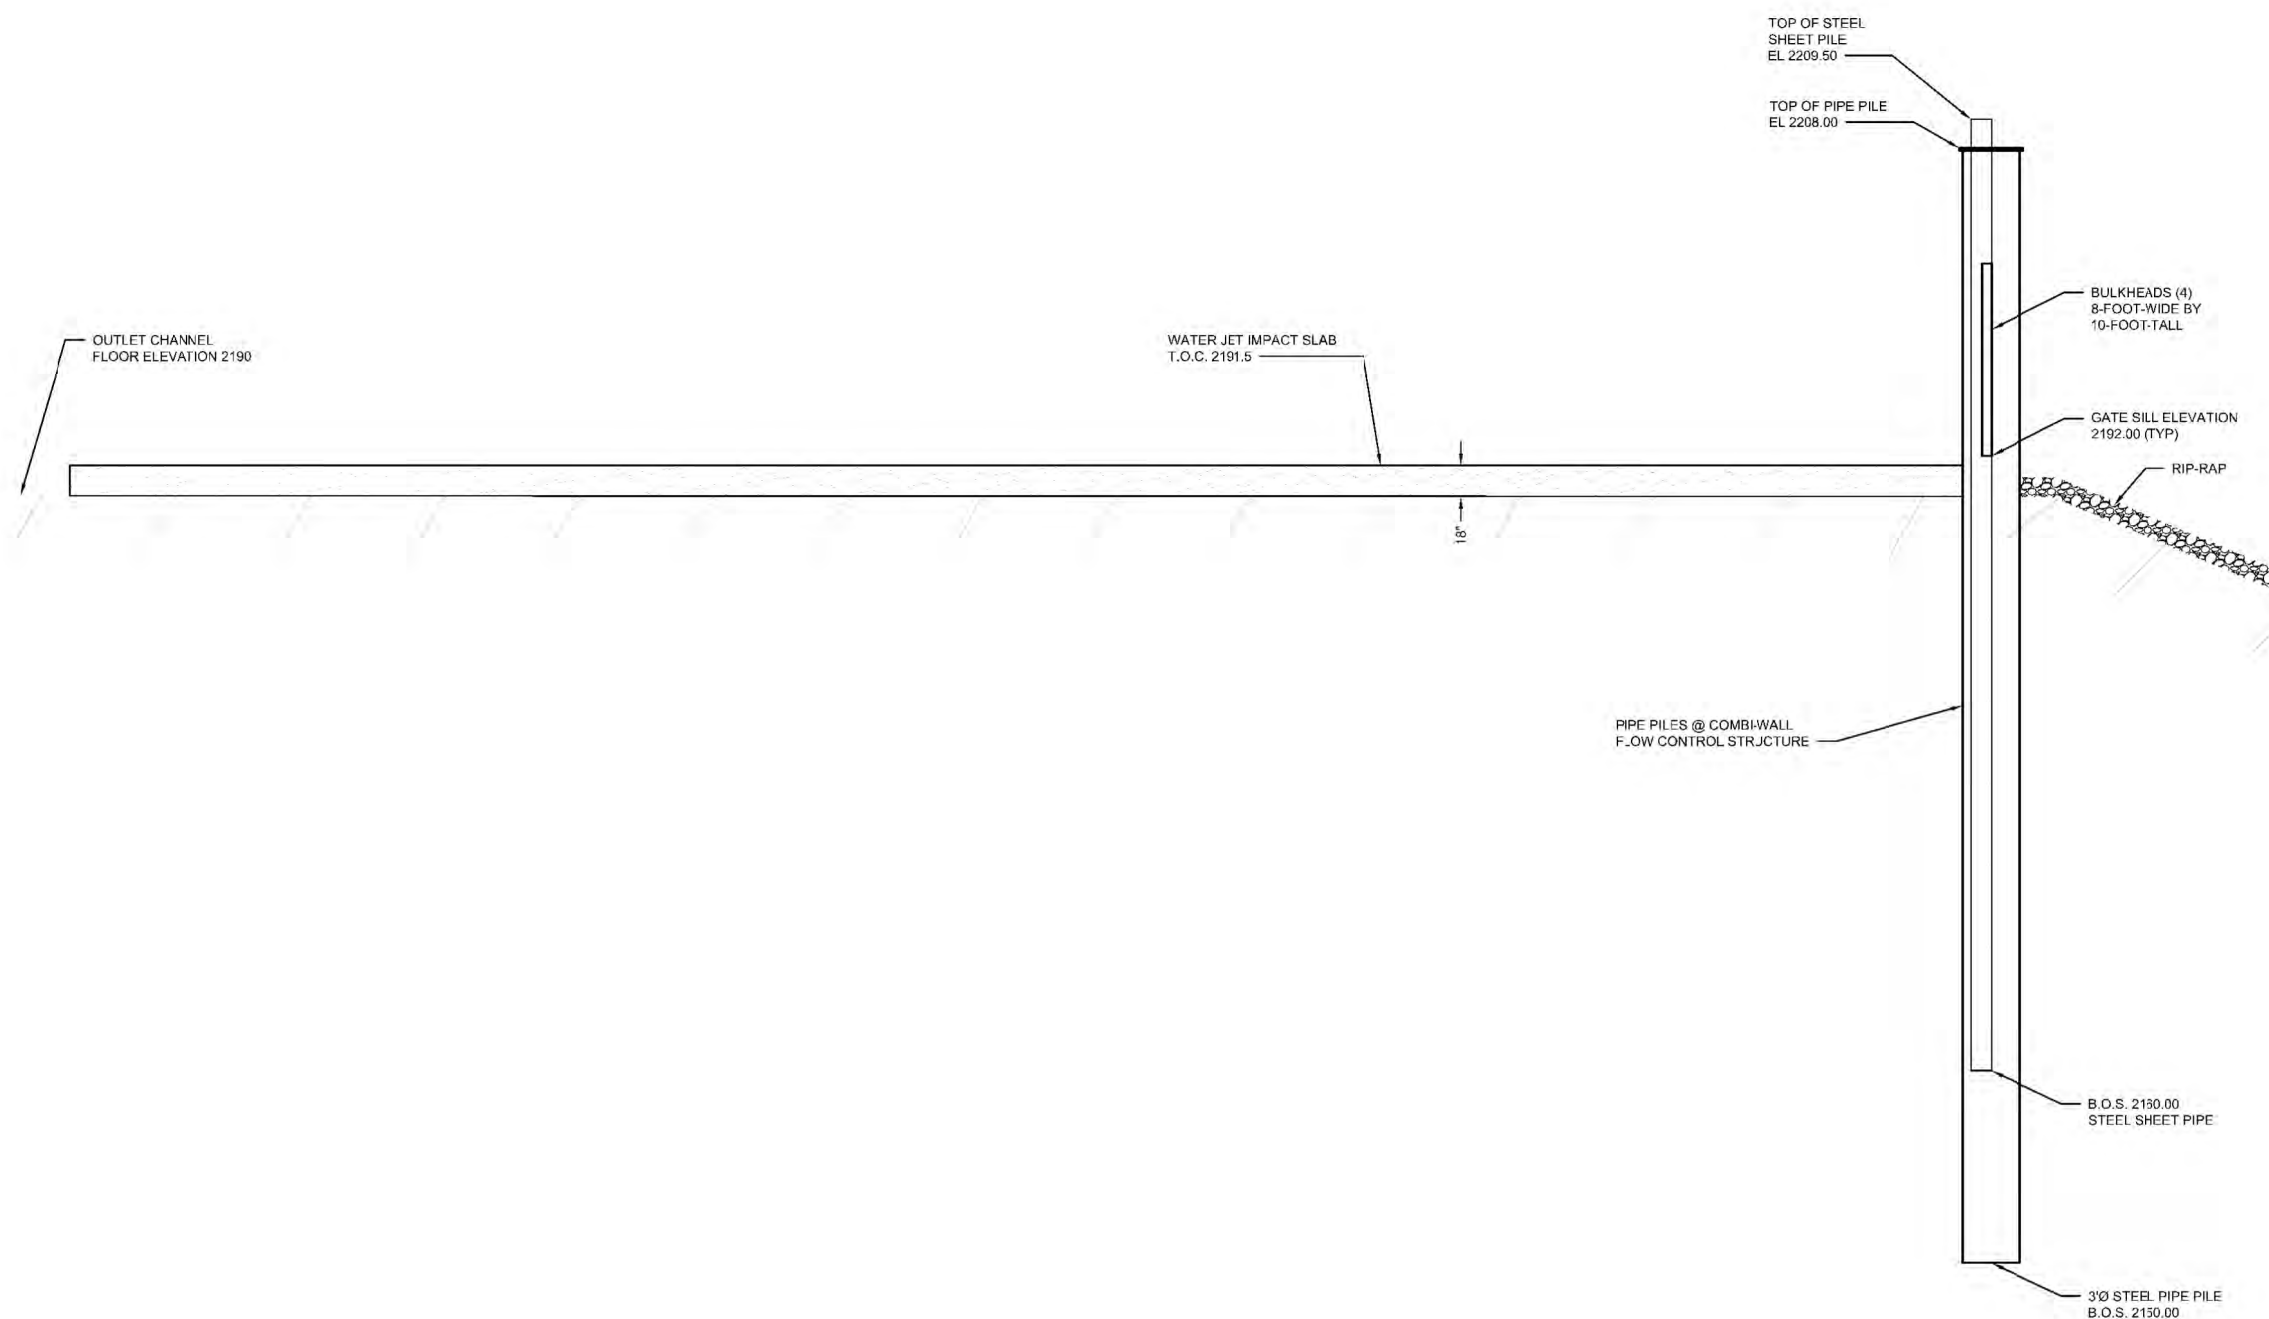 TOP OF STEEL
SHEET PILE
EL 2209.50
TOP OF PIPE PILE
EL 2208.00
BULKHEADS (4)
8-FOOT-WIDE BY
10-FOOT-TALL
OUTLET CHANNEL
FLOOR ELEVATION 2190
WATER JET IMPACT SLAB
T.O.C. 2191.5
GATE SILL ELEVATION
2192.00 (TYP)
RIP-RAP
18"
PIPE PILES @ COMBI-WALL
FLOW CONTROL STRUCTURE
B.O.S. 2160.00
STEEL SHEET PIPE
3'Ø STEEL PIPE PILE
B.O.S. 2150.00